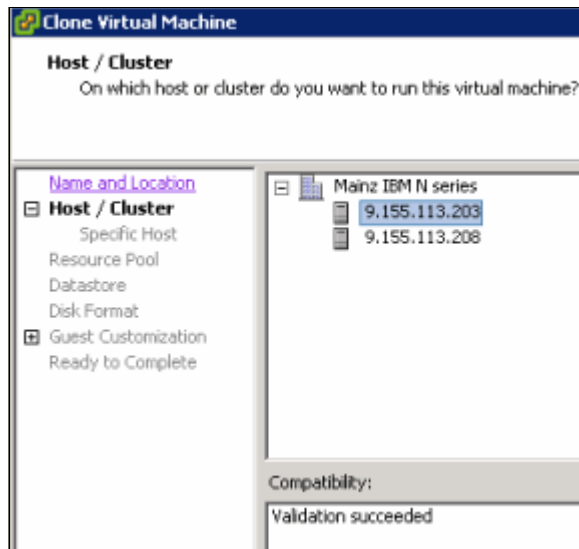 Clone Virtual Machine
Host / Cluster
On which host or cluster do you want to run this virtual machine?
Name and Location
Host / Cluster
Specific Host
Resource Pool
Datastore
Disk Format
Guest Customization
Ready to Complete
Mainz IBM N series
9.155.113.203
9.155.113.208
Compatibility:
Validation succeeded